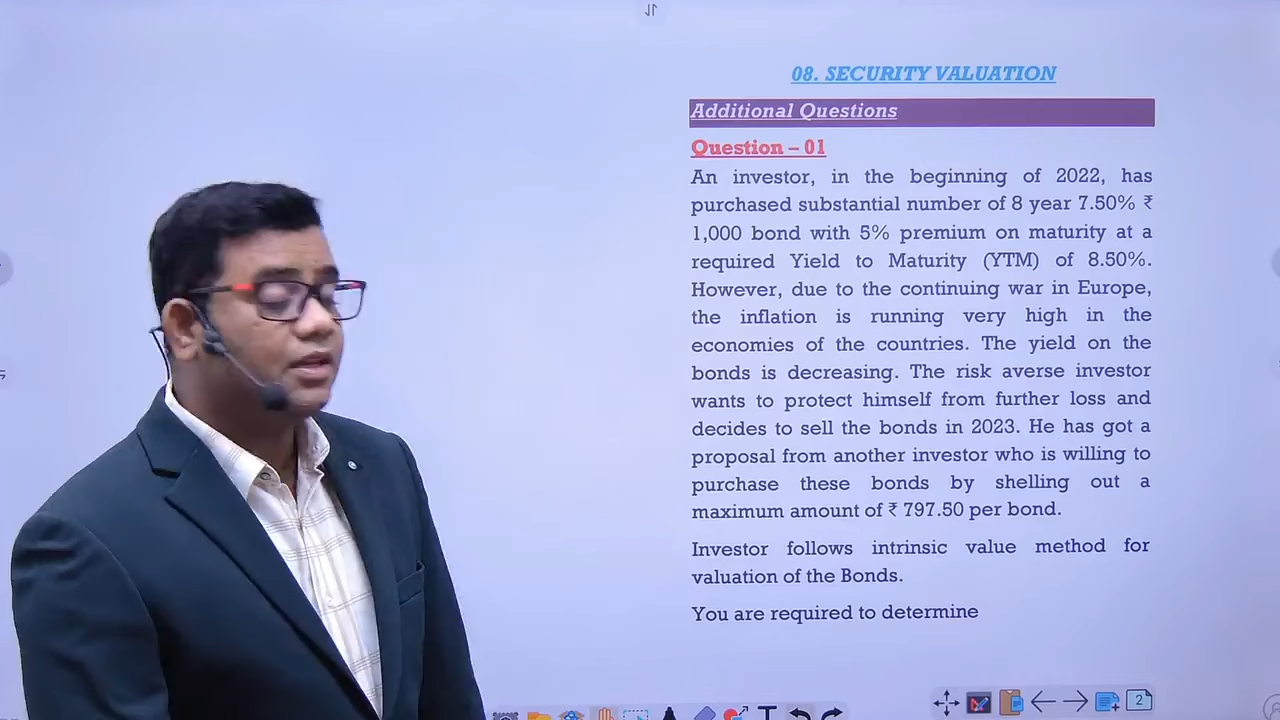 08. SECURITY VALUATION
Additional Questions
Question – 01
An investor, in the beginning of 2022, has
purchased substantial number of 8 year 7.50% ₹
1,000 bond with 5% premium on maturity at a
required Yield to Maturity (YTM) of 8.50%.
However, due to the continuing war in Europe,
the inflation is running very high in the
economies of the countries. The yield on the
bonds is decreasing. The risk averse investor
wants to protect himself from further loss and
decides to sell the bonds in 2023. He has got a
proposal from another investor who is willing to
purchase these bonds by shelling out a
maximum amount of ₹ 797.50 per bond.
Investor follows intrinsic value method for
valuation of the Bonds.
You are required to determine
2